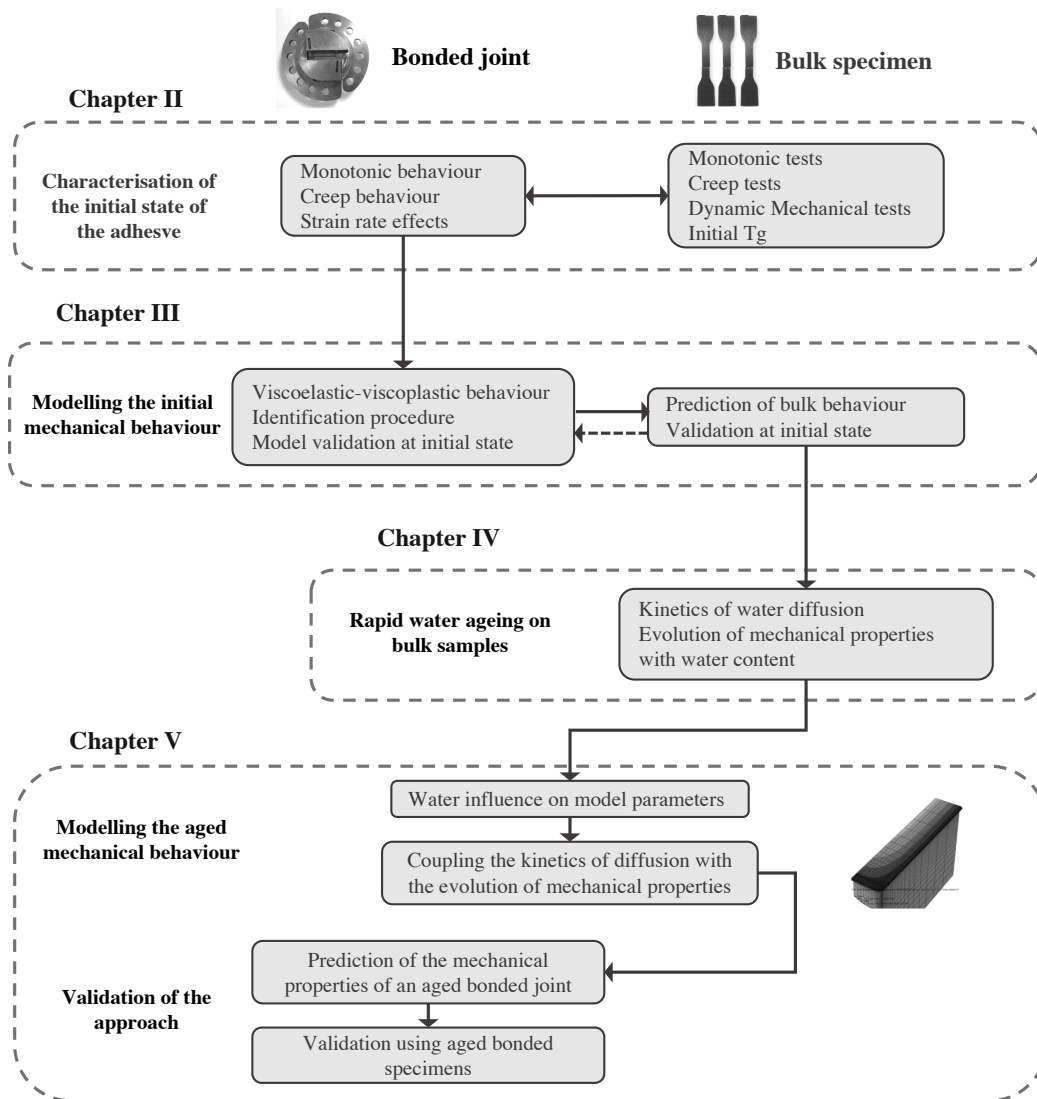 Bonded joint
Bulk specimen
Chapter II
Characterisation of
the initial state of
the adhesve
Monotonic behaviour
Creep behaviour
Strain rate effects
Monotonic tests
Creep tests
Dynamic Mechanical tests
Initial Tg
Chapter III
Modelling the initial
mechanical behaviour
Viscoelastic-viscoplastic behaviour
Identification procedure
Model validation at initial state
Prediction of bulk behaviour
Validation at initial state
Chapter IV
Rapid water ageing on
bulk samples
Kinetics of water diffusion
Evolution of mechanical properties
with water content
Chapter V
Modelling the aged
mechanical behaviour
Water influence on model parameters
Coupling the kinetics of diffusion with
the evolution of mechanical properties
Validation of the
approach
Prediction of the mechanical
properties of an aged bonded joint
Validation using aged bonded
specimens